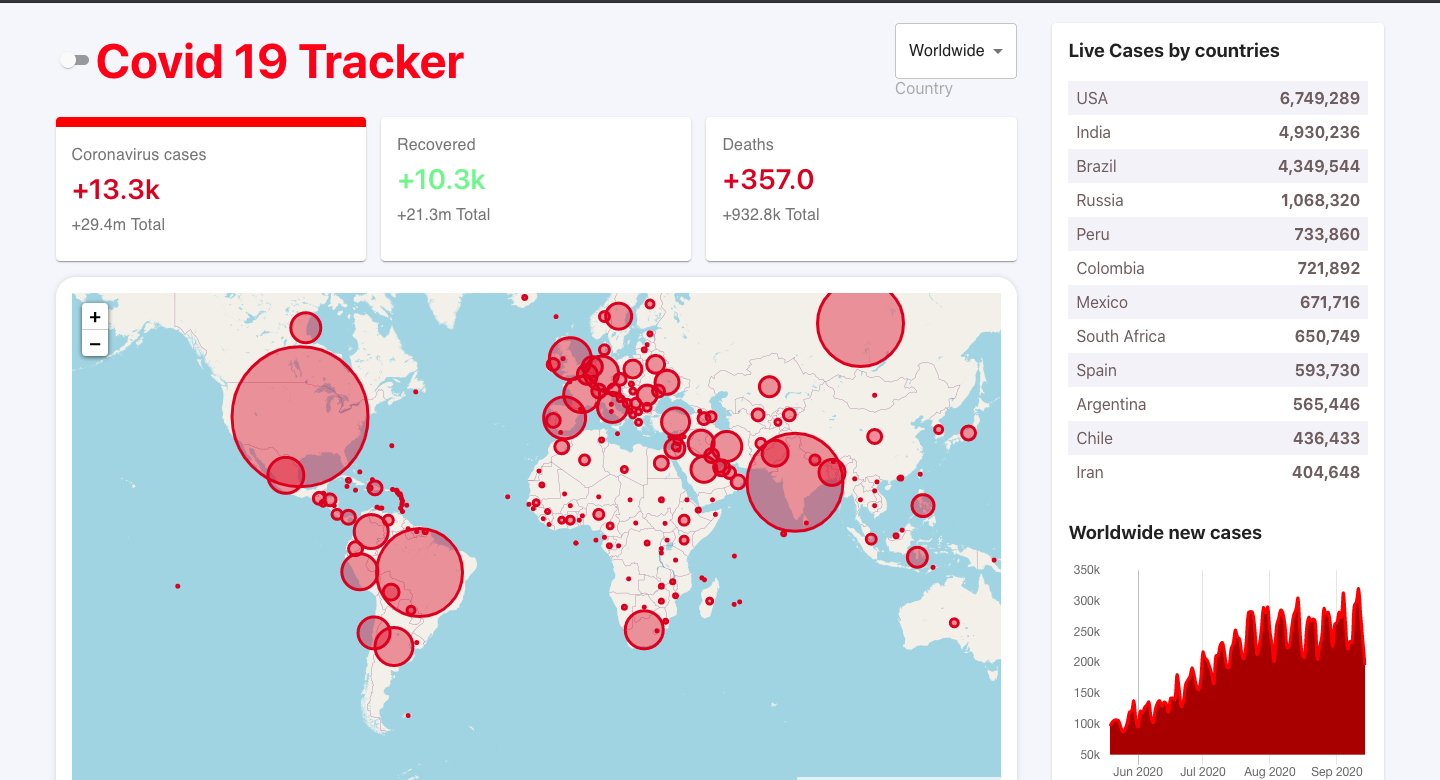 Covid 19 Tracker
Worldwide
Country
Coronavirus cases
+13.3k
+29.4m Total
Recovered
+10.3k
+21.3m Total
Deaths
+357.0
+932.8k Total
+
−
Live Cases by countries
USA 6,749,289
India 4,930,236
Brazil 4,349,544
Russia 1,068,320
Peru 733,860
Colombia 721,892
Mexico 671,716
South Africa 650,749
Spain 593,730
Argentina 565,446
Chile 436,433
Iran 404,648
Worldwide new cases
350k
300k
250k
200k
150k
100k
50k
Jun 2020 Jul 2020 Aug 2020 Sep 2020